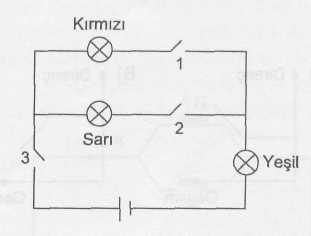 Kırmızı
1
Sarı
2
3
Yeşil